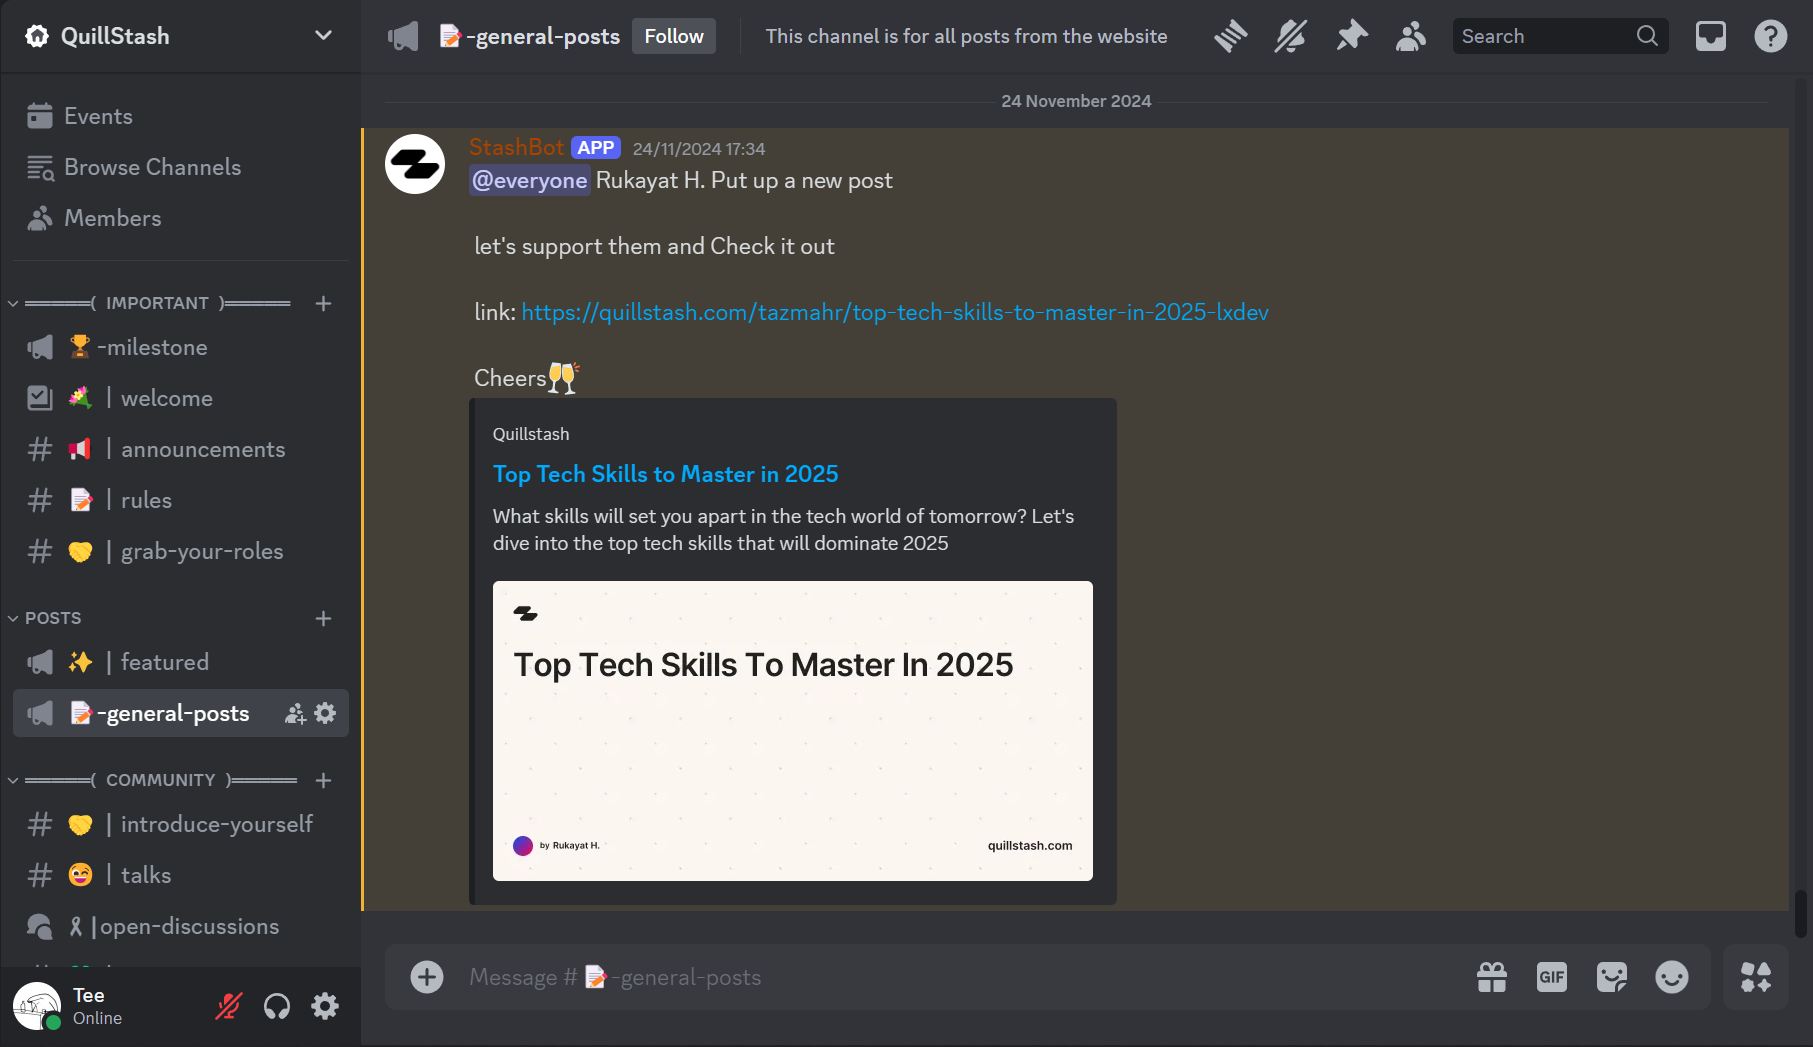 QuillStash
Events
Browse Channels
Members
═════( IMPORTANT )═════
-milestone
| welcome
| announcements
| rules
| grab-your-roles
POSTS
| featured
-general-posts
═════( COMMUNITY )═════
| introduce-yourself
| talks
|open-discussions
Tee
Online
-general-posts
Follow
This channel is for all posts from the website
Search
24 November 2024
StashBot APP 24/11/2024 17:34
@everyone Rukayat H. Put up a new post
let's support them and Check it out
link: https://quillstash.com/tazmahr/top-tech-skills-to-master-in-2025-lxdev
Cheers🥂
Quillstash
Top Tech Skills to Master in 2025
What skills will set you apart in the tech world of tomorrow? Let's
dive into the top tech skills that will dominate 2025
Top Tech Skills To Master In 2025
by Rukayat H.
quillstash.com
Message # 📝-general-posts
GIF